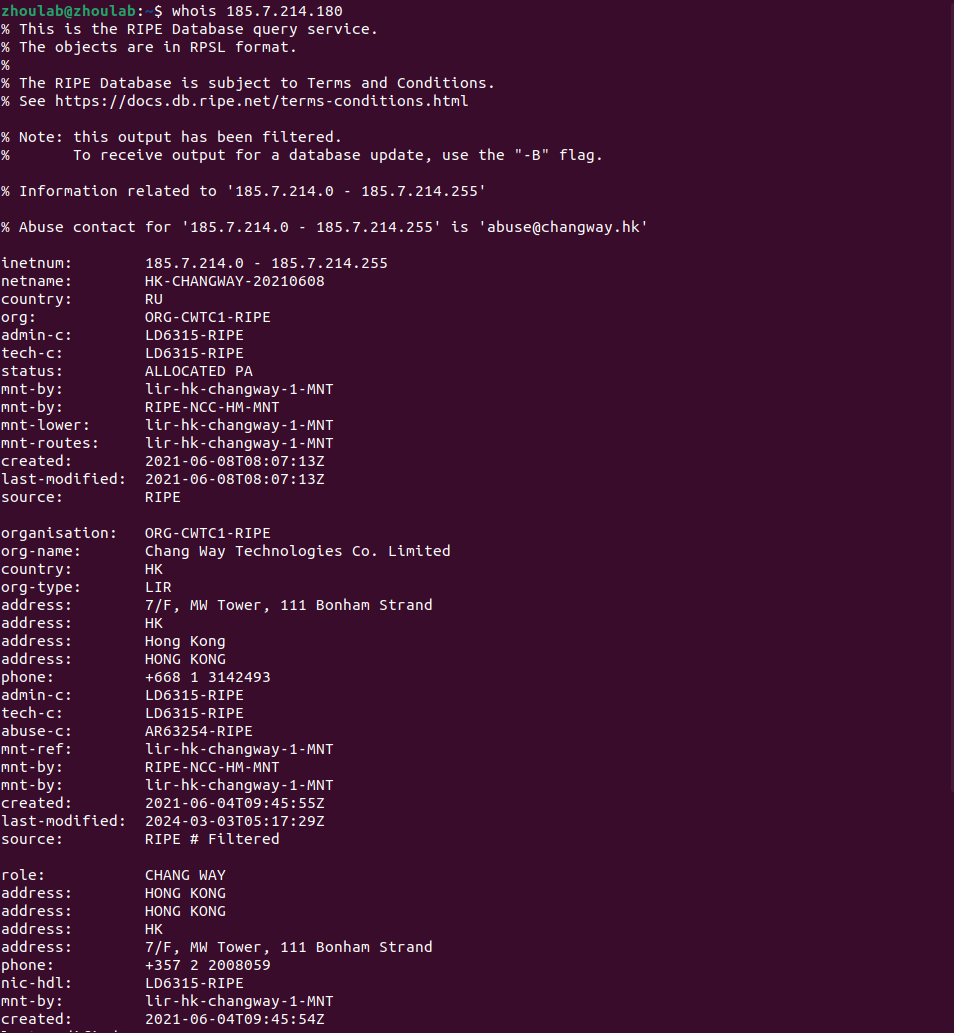 zhoulab@zhoulab:~$ whois 185.7.214.180
% This is the RIPE Database query service.
% The objects are in RPSL format.
%
% The RIPE Database is subject to Terms and Conditions.
% See https://docs.db.ripe.net/terms-conditions.html
% Note: this output has been filtered.
%       To receive output for a database update, use the "-B" flag.
% Information related to '185.7.214.0 - 185.7.214.255'
% Abuse contact for '185.7.214.0 - 185.7.214.255' is 'abuse@changway.hk'
inetnum:        185.7.214.0 - 185.7.214.255
netname:        HK-CHANGWAY-20210608
country:        RU
org:            ORG-CWTC1-RIPE
admin-c:        LD6315-RIPE
tech-c:         LD6315-RIPE
status:         ALLOCATED PA
mnt-by:         lir-hk-changway-1-MNT
mnt-by:         RIPE-NCC-HM-MNT
mnt-lower:      lir-hk-changway-1-MNT
mnt-routes:     lir-hk-changway-1-MNT
created:        2021-06-08T08:07:13Z
last-modified:  2021-06-08T08:07:13Z
source:         RIPE
organisation:   ORG-CWTC1-RIPE
org-name:       Chang Way Technologies Co. Limited
country:        HK
org-type:       LIR
address:        7/F, MW Tower, 111 Bonham Strand
address:        HK
address:        Hong Kong
address:        HONG KONG
phone:          +668 1 3142493
admin-c:        LD6315-RIPE
tech-c:         LD6315-RIPE
abuse-c:        AR63254-RIPE
mnt-ref:        lir-hk-changway-1-MNT
mnt-by:         RIPE-NCC-HM-MNT
mnt-by:         lir-hk-changway-1-MNT
created:        2021-06-04T09:45:55Z
last-modified:  2024-03-03T05:17:29Z
source:         RIPE # Filtered
role:           CHANG WAY
address:        HONG KONG
address:        HONG KONG
address:        HK
address:        7/F, MW Tower, 111 Bonham Strand
phone:          +357 2 2008059
nic-hdl:        LD6315-RIPE
mnt-by:         lir-hk-changway-1-MNT
created:        2021-06-04T09:45:54Z